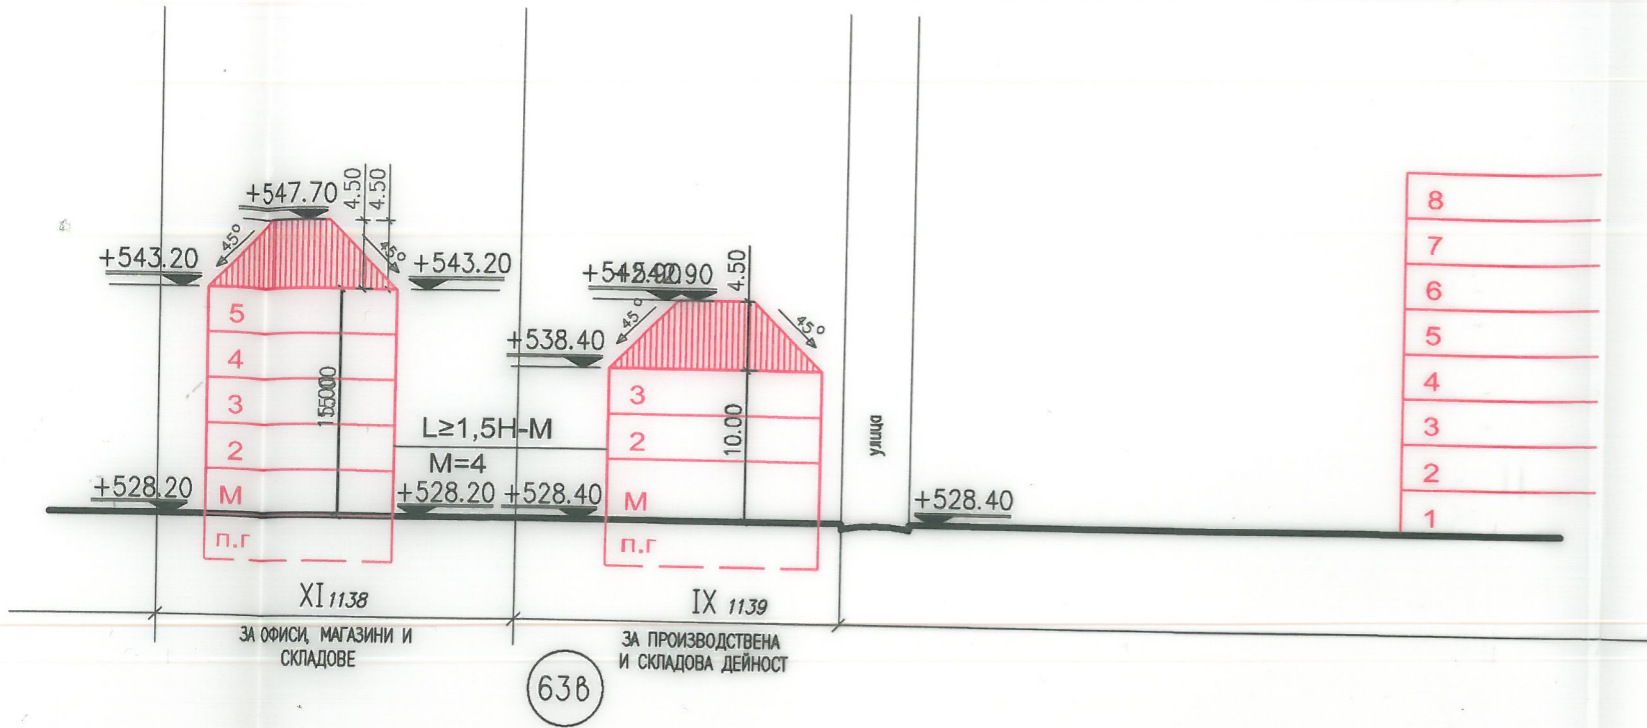 +547.70
4.50
4.50
45°
45°
+543.20
+543.20
5
4
3
2
М
п.г
+528.20
+528.20
L≥1,5H-M
M=4
+542.90
4.50
45°
45°
+538.40
3
2
М
п.г
10.00
+528.40
улица
+528.40
8
7
6
5
4
3
2
1
XI 1138
ЗА ОФИСИ, МАГАЗИНИ И
СКЛАДОВЕ
IX 1139
ЗА ПРОИЗВОДСТВЕНА
И СКЛАДОВА ДЕЙНОСТ
63в